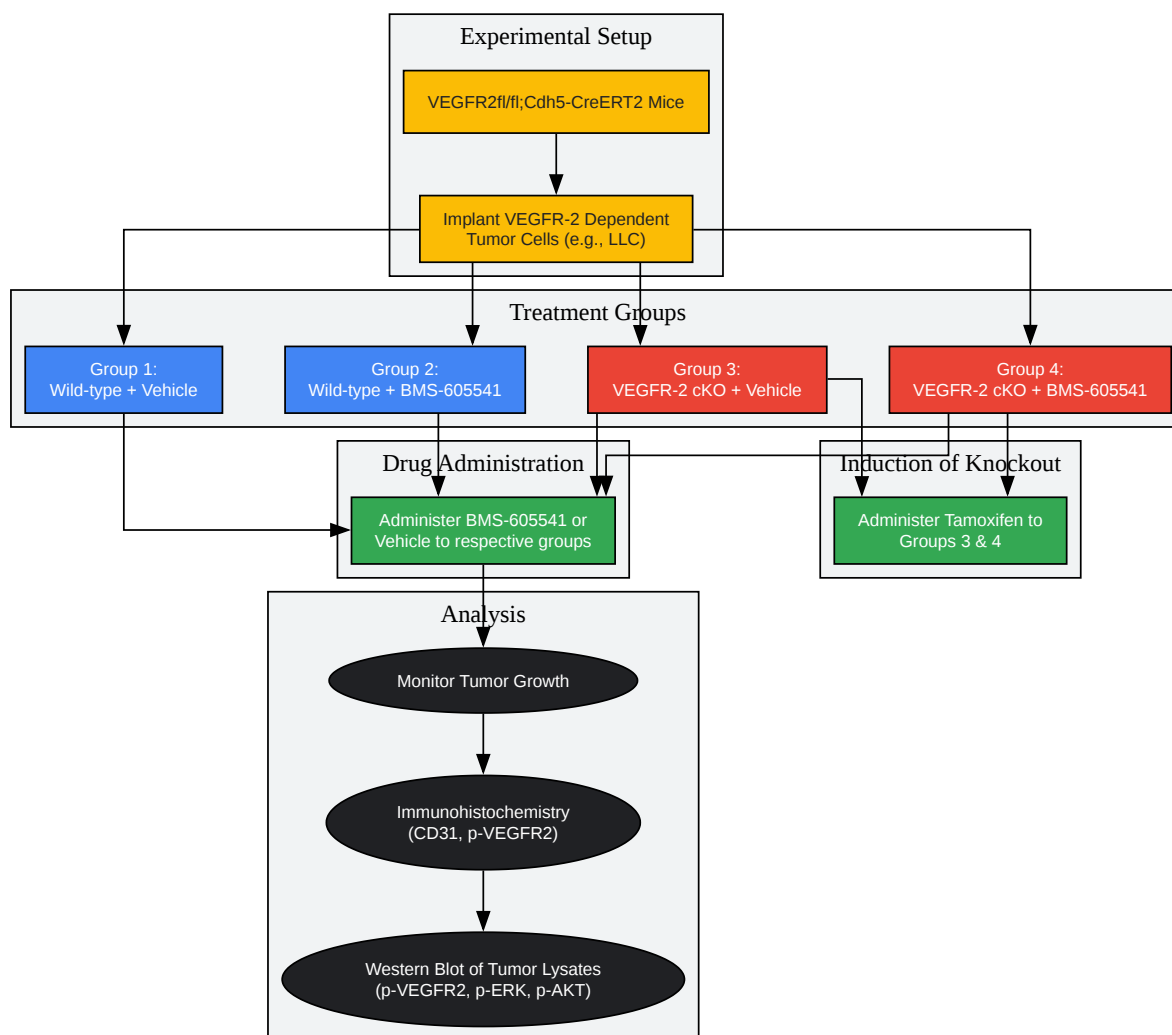 Experimental Setup
VEGFR2fl/fl;Cdh5-CreERT2 Mice
Implant VEGFR-2 Dependent
Tumor Cells (e.g., LLC)
Treatment Groups
Group 1:
Wild-type + Vehicle
Group 2:
Wild-type + BMS-605541
Group 3:
VEGFR-2 cKO + Vehicle
Group 4:
VEGFR-2 cKO + BMS-605541
Drug Administration
Administer BMS-605541 or
Vehicle to respective groups
Induction of Knockout
Administer Tamoxifen to
Groups 3 & 4
Analysis
Monitor Tumor Growth
Immunohistochemistry
(CD31, p-VEGFR2)
Western Blot of Tumor Lysates
(p-VEGFR2, p-ERK, p-AKT)